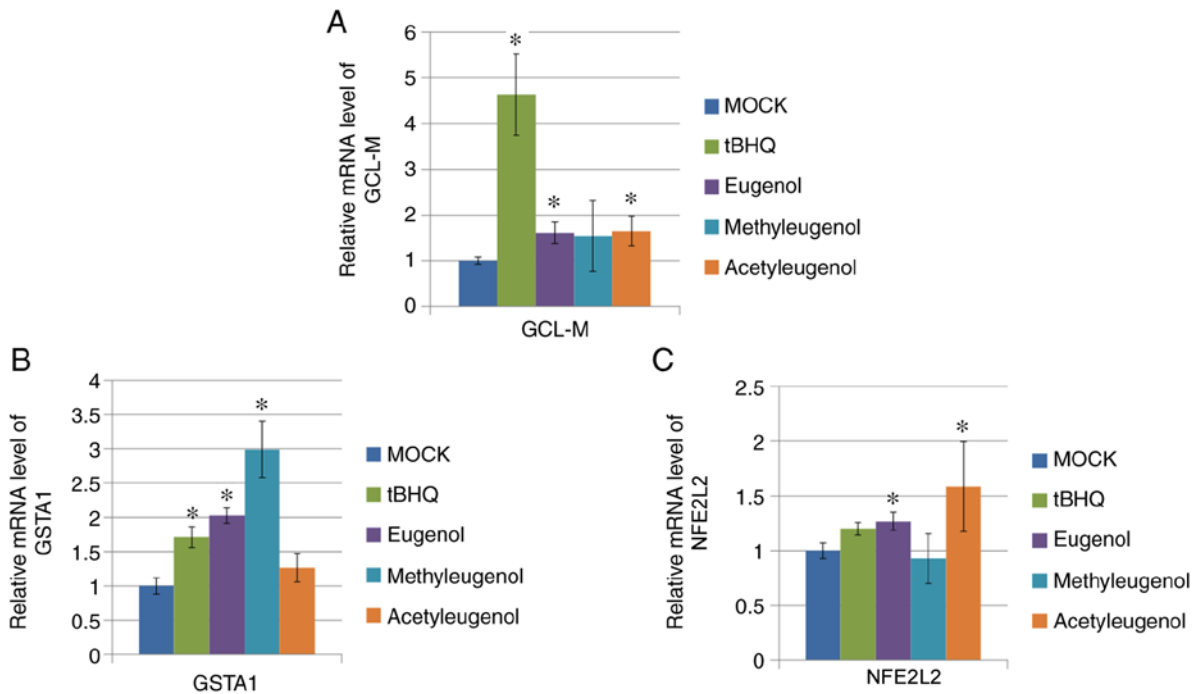 A
Relative mRNA level of
GCL-M
6
5
4
3
2
1
0
*
*
*
GCL-M
MOCK
tBHQ
Eugenol
Methyleugenol
Acetyleugenol
B
Relative mRNA level of
GSTA1
4
3.5
3
2.5
2
1.5
1
0.5
0
*
*
*
GSTA1
MOCK
tBHQ
Eugenol
Methyleugenol
Acetyleugenol
C
Relative mRNA level of
NFE2L2
2.5
2
1.5
1
0.5
0
*
*
NFE2L2
MOCK
tBHQ
Eugenol
Methyleugenol
Acetyleugenol